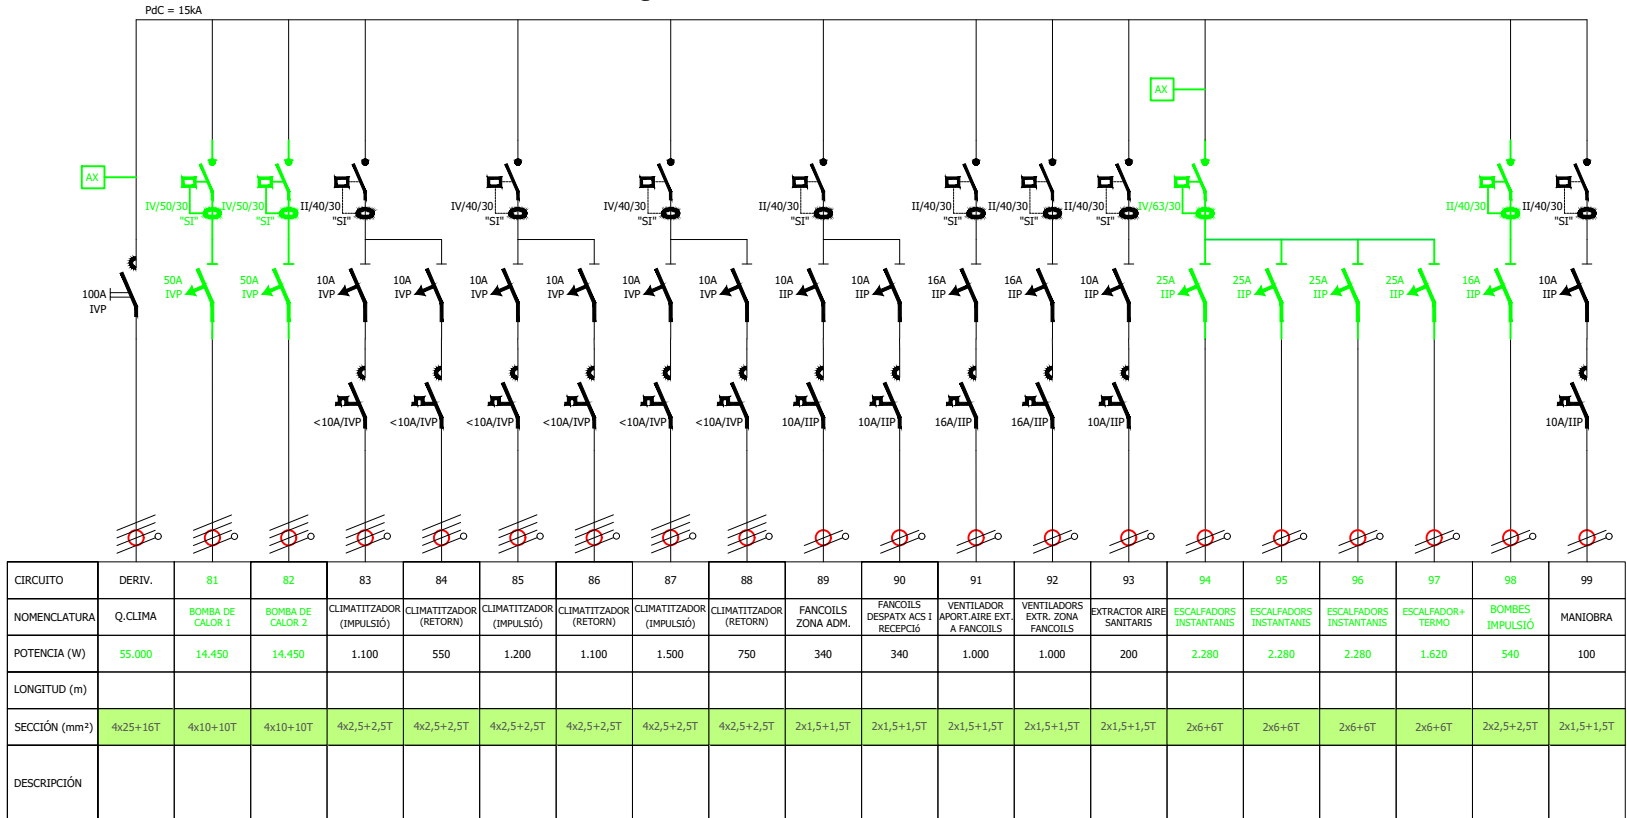 PdC = 15kA
AX
AX
IV/50/30
"SI"
IV/50/30
"SI"
II/40/30
"SI"
IV/40/30
"SI"
IV/40/30
"SI"
II/40/30
"SI"
II/40/30
"SI"
II/40/30
"SI"
II/40/30
"SI"
IV/63/30
II/40/30
II/40/30
"SI"
100A
IVP
50A
IVP
50A
IVP
10A
IVP
10A
IVP
10A
IVP
10A
IVP
10A
IVP
10A
IVP
10A
IIP
10A
IIP
16A
IIP
16A
IIP
10A
IIP
25A
IIP
25A
IIP
25A
IIP
25A
IIP
16A
IIP
10A
IIP
<10A/IVP
<10A/IVP
<10A/IVP
<10A/IVP
<10A/IVP
<10A/IVP
10A/IIP
10A/IIP
16A/IIP
16A/IIP
10A/IIP
10A/IIP
CIRCUITO DERIV. 81 82 83 84 85 86 87 88 89 90 91 92 93 94 95 96 97 98 99
NOMENCLATURA
Q.CLIMA
BOMBA DE
CALOR 1
BOMBA DE
CALOR 2
CLIMATITZADOR
(IMPULSIÓ)
CLIMATITZADOR
(RETORN)
CLIMATITZADOR
(IMPULSIÓ)
CLIMATITZADOR
(RETORN)
CLIMATITZADOR
(IMPULSIÓ)
CLIMATITZADOR
(RETORN)
FANCOILS
ZONA ADM.
FANCOILS
DESPATX ACS I
RECEPCIó
VENTILADOR
APORT.AIRE EXT.
A FANCOILS
VENTILADORS
EXTR. ZONA
FANCOILS
EXTRACTOR AIRE
SANITARIS
ESCALFADORS
INSTANTANIS
ESCALFADORS
INSTANTANIS
ESCALFADORS
INSTANTANIS
ESCALFADOR+
TERMO
BOMBES
IMPULSIÓ
MANIOBRA
POTENCIA (W) 55.000 14.450 14.450 1.100 550 1.200 1.100 1.500 750 340 340 1.000 1.000 200 2.280 2.280 2.280 1.620 540 100
LONGITUD (m)
SECCIÓN (mm²) 4x25+16T 4x10+10T 4x10+10T 4x2,5+2,5T 4x2,5+2,5T 4x2,5+2,5T 4x2,5+2,5T 4x2,5+2,5T 4x2,5+2,5T 2x1,5+1,5T 2x1,5+1,5T 2x1,5+1,5T 2x1,5+1,5T 2x1,5+1,5T 2x6+6T 2x6+6T 2x6+6T 2x6+6T 2x2,5+2,5T 2x1,5+1,5T
DESCRIPCIÓN